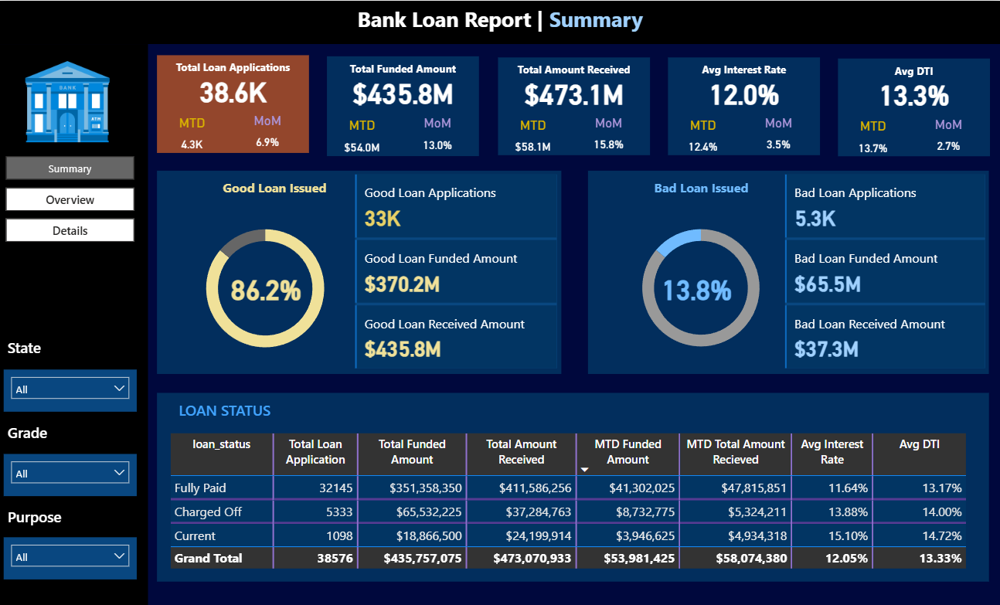 Bank Loan Report | Summary
BANK
ATM
Summary
Overview
Details
State
All
Grade
All
Purpose
All
Total Loan Applications
38.6K
MTD MoM
4.3K 6.9%
Total Funded Amount
$435.8M
MTD MoM
$54.0M 13.0%
Total Amount Received
$473.1M
MTD MoM
$58.1M 15.8%
Avg Interest Rate
12.0%
MTD MoM
12.4% 3.5%
Avg DTI
13.3%
MTD MoM
13.7% 2.7%
Good Loan Issued
86.2%
Good Loan Applications
33K
Good Loan Funded Amount
$370.2M
Good Loan Received Amount
$435.8M
Bad Loan Issued
13.8%
Bad Loan Applications
5.3K
Bad Loan Funded Amount
$65.5M
Bad Loan Received Amount
$37.3M
LOAN STATUS
loan_status Total Loan Total Funded Total Amount MTD Funded MTD Total Amount Avg Interest Avg DTI
Application Amount Received Amount Recieved Rate
Fully Paid 32145 $351,358,350 $411,586,256 $41,302,025 $47,815,851 11.64% 13.17%
Charged Off 5333 $65,532,225 $37,284,763 $8,732,775 $5,324,211 13.88% 14.00%
Current 1098 $18,866,500 $24,199,914 $3,946,625 $4,934,318 15.10% 14.72%
Grand Total 38576 $435,757,075 $473,070,933 $53,981,425 $58,074,380 12.05% 13.33%